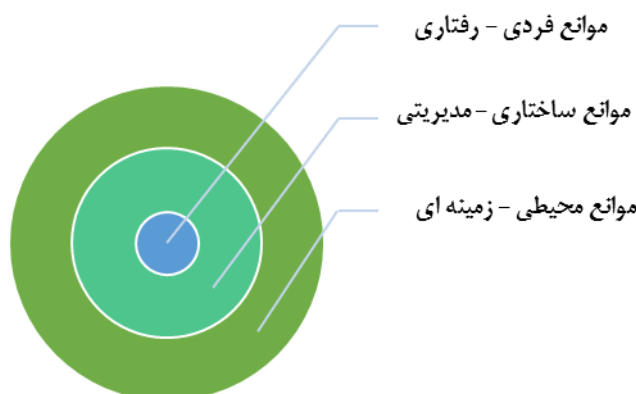 موانع فردی - رفتاری
موانع ساختاری - مدیریتی
موانع محیطی - زمینه ای